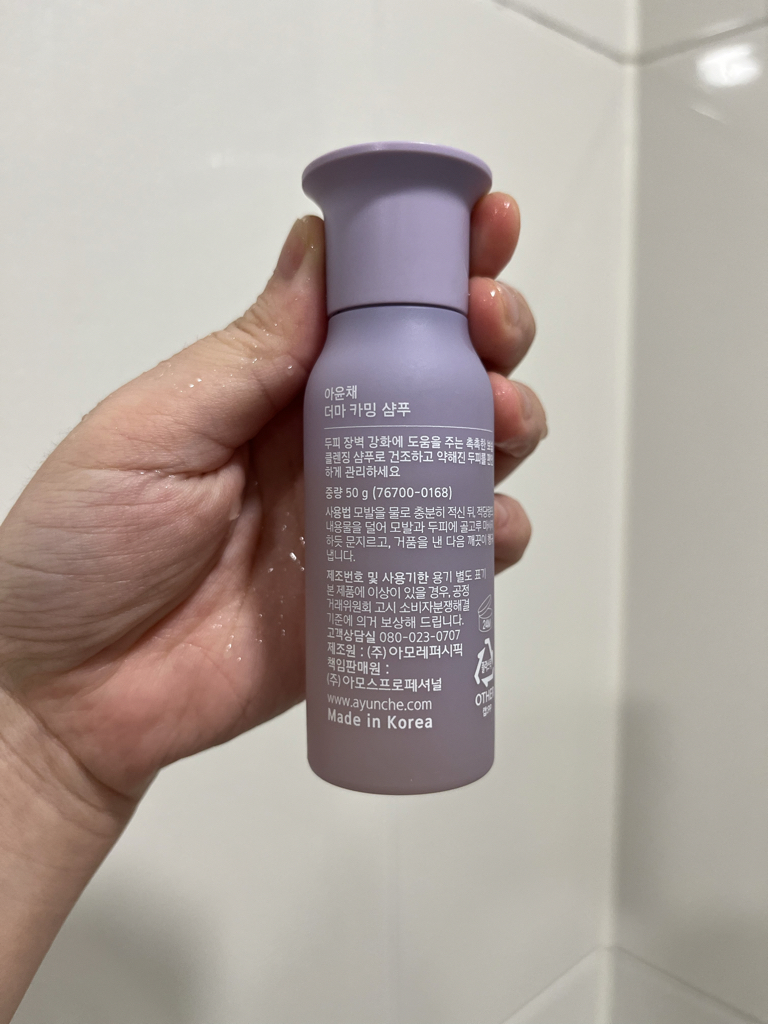 아윤채
더마 카밍 샴푸
두피 장벽 강화에 도움을 주는 촉촉한
클렌징 샴푸로 건조하고 약해진 두피를
하게 관리하세요
중량 50 g (76700-0168)
사용법 모발을 물로 충분히 적신 뒤, 적당량의
내용물을 덜어 모발과 두피에 골고루 마사지
하듯 문지르고, 거품을 낸 다음 깨끗이
냅니다.
제조번호 및 사용기한 용기 별도 표기
본 제품에 이상이 있을 경우, 공정
거래위원회 고시 소비자분쟁해결
기준에 의거 보상해 드립니다.
고객상담실 080-023-0707
제조원 : (주)아모레퍼시픽
책임판매원 :
(주)아모스프로페셔널
www.ayunche.com
Made in Korea
24M
OTHER